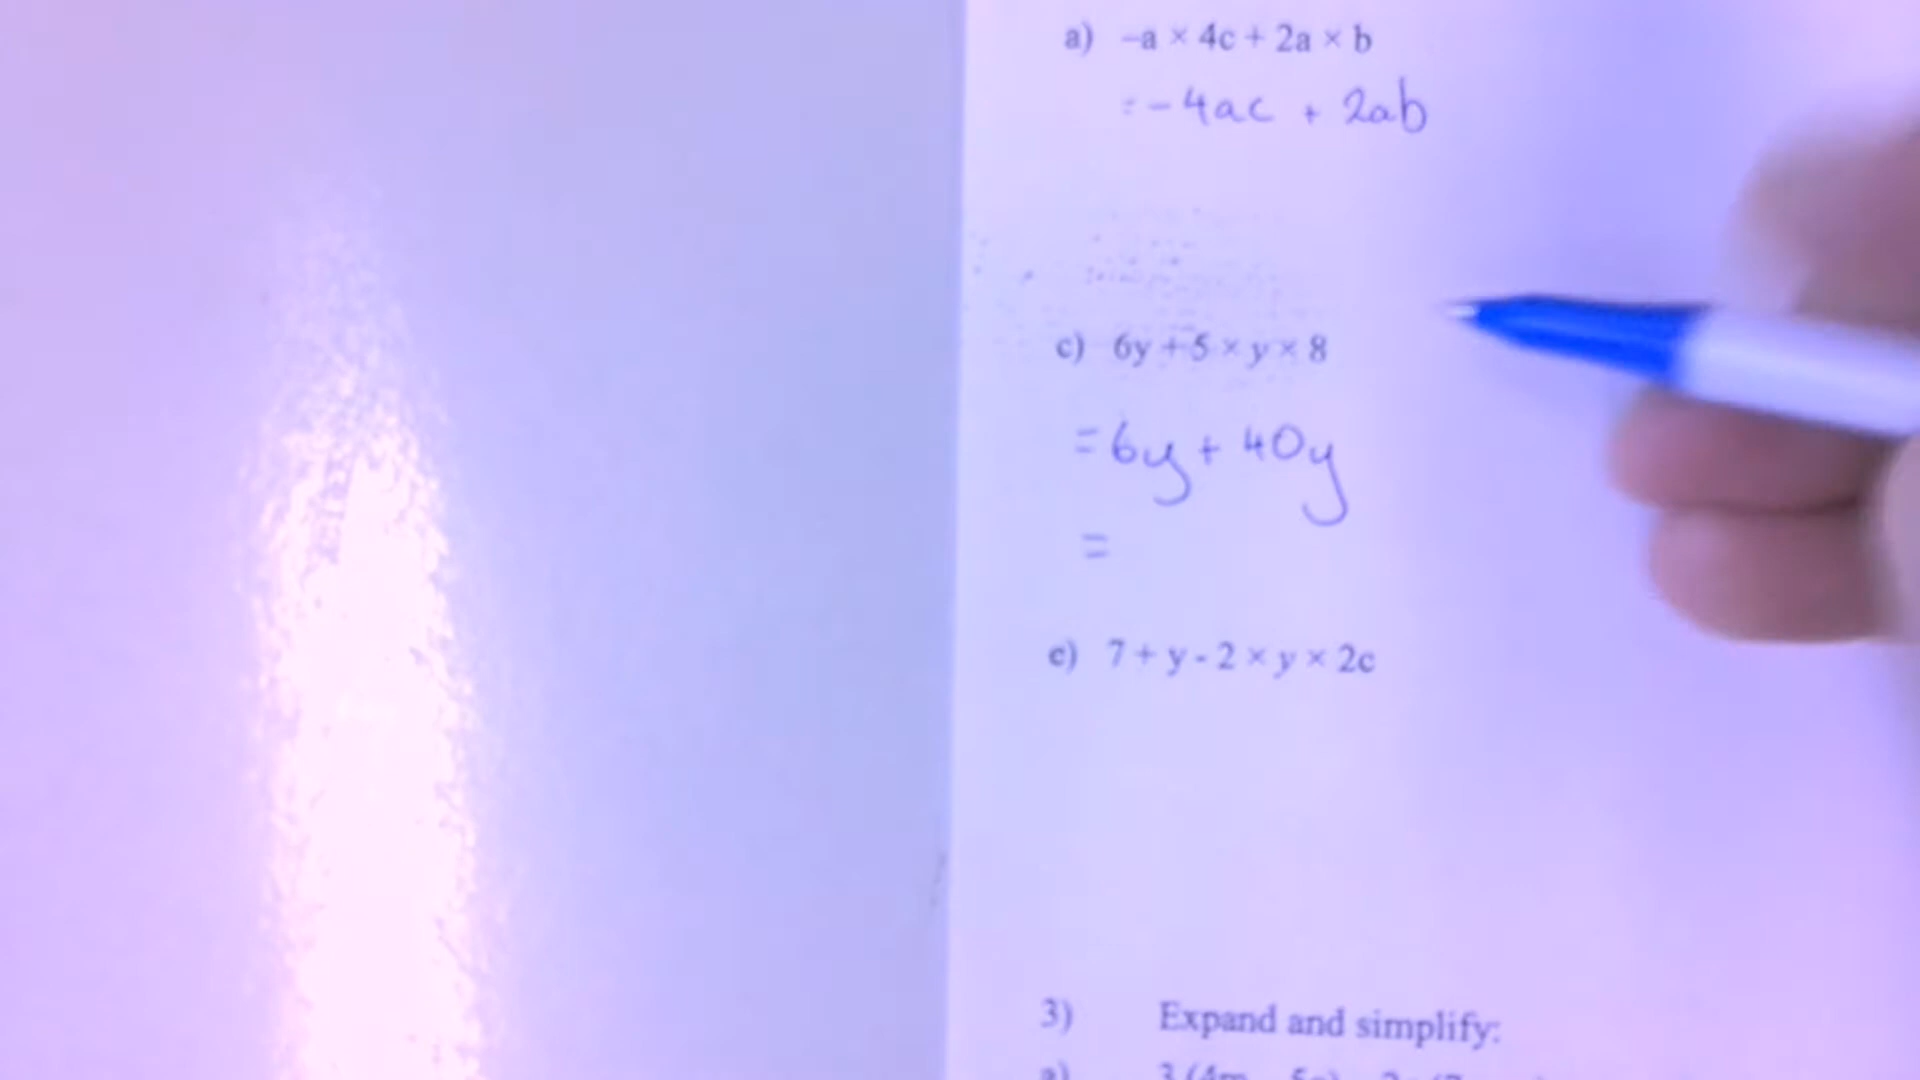 a) -a × 4c + 2a × b
= - 4ac + 2ab
c) 6y + 5 × y × 8
= 6y + 40y
=
e) 7 + y - 2 × y × 2c
3) Expand and simplify:
a)